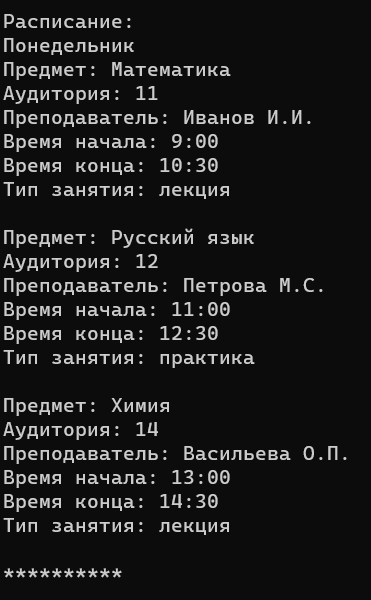 Расписание:
Понедельник
Предмет: Математика
Аудитория: 11
Преподаватель: Иванов И.И.
Время начала: 9:00
Время конца: 10:30
Тип занятия: лекция

Предмет: Русский язык
Аудитория: 12
Преподаватель: Петрова М.С.
Время начала: 11:00
Время конца: 12:30
Тип занятия: практика

Предмет: Химия
Аудитория: 14
Преподаватель: Васильева О.П.
Время начала: 13:00
Время конца: 14:30
Тип занятия: лекция

**********